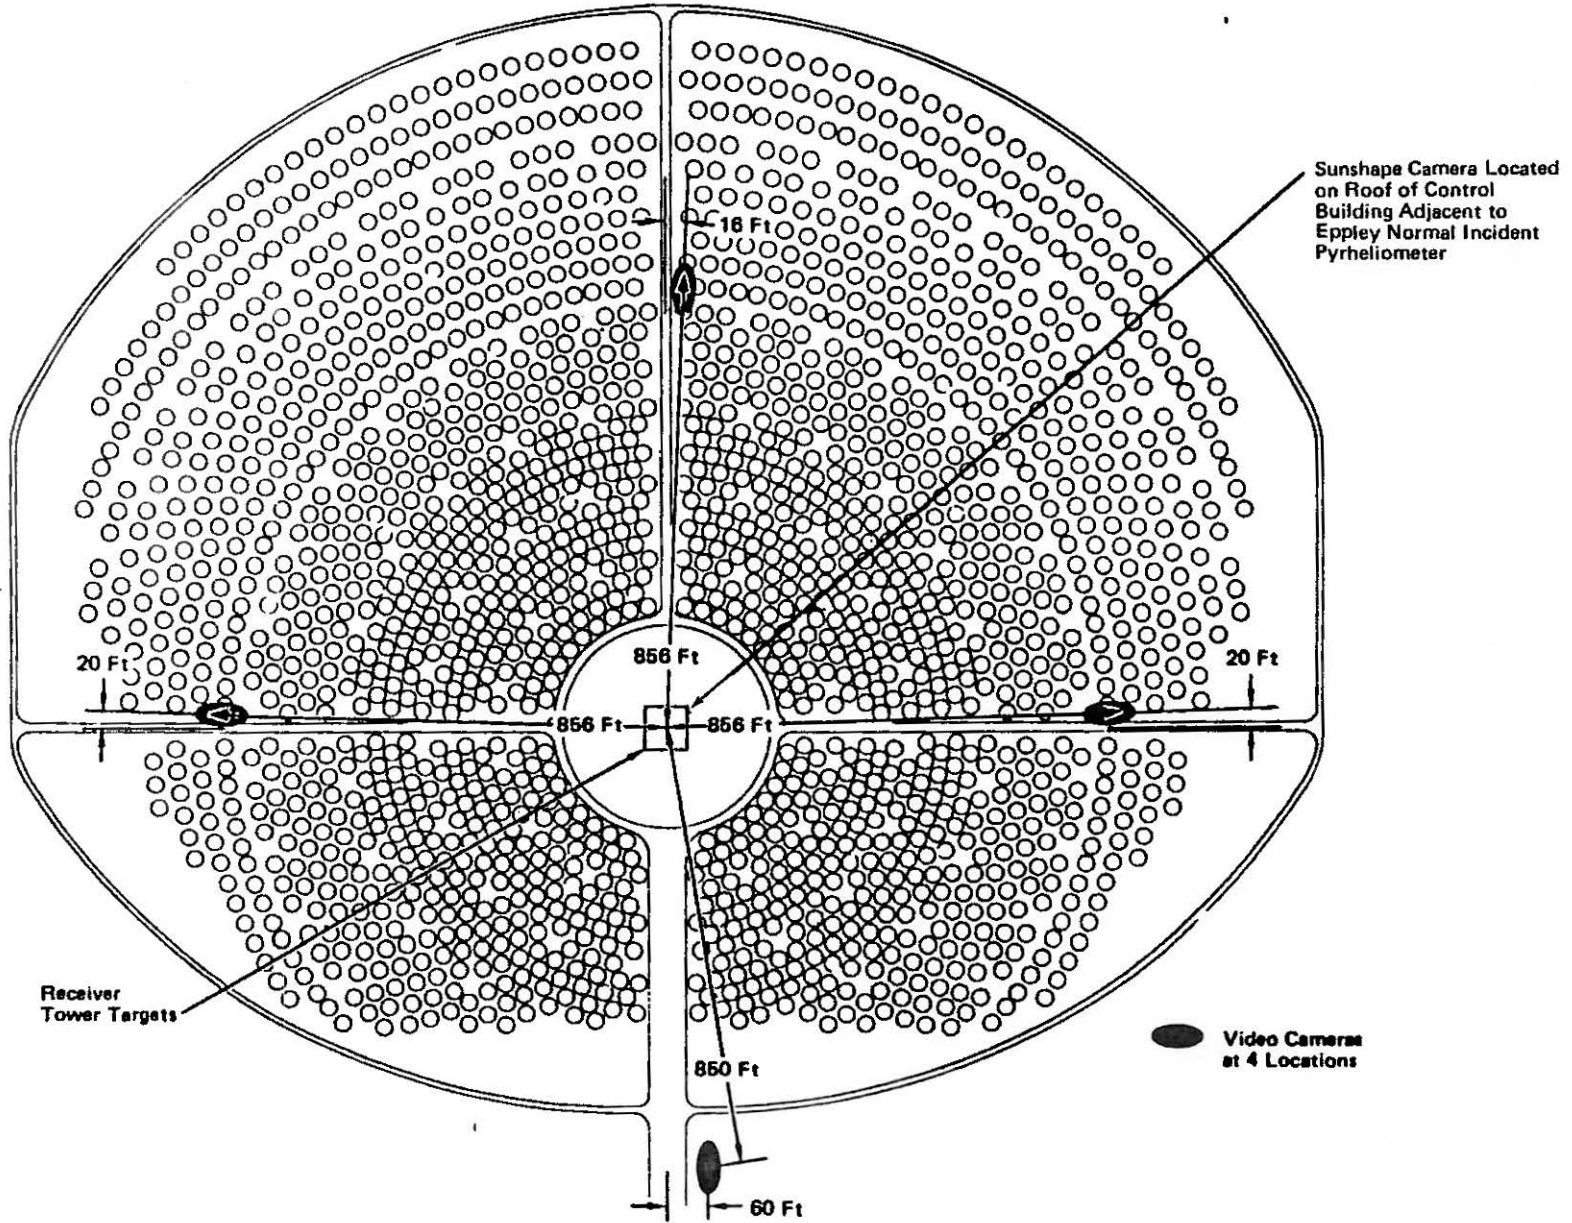 Sunshape Camera Located
on Roof of Control
Building Adjacent to
Eppley Normal Incident
Pyrheliometer
16 Ft
20 Ft
856 Ft
20 Ft
856 Ft
856 Ft
Receiver
Tower Targets
850 Ft
Video Cameras
at 4 Locations
60 Ft